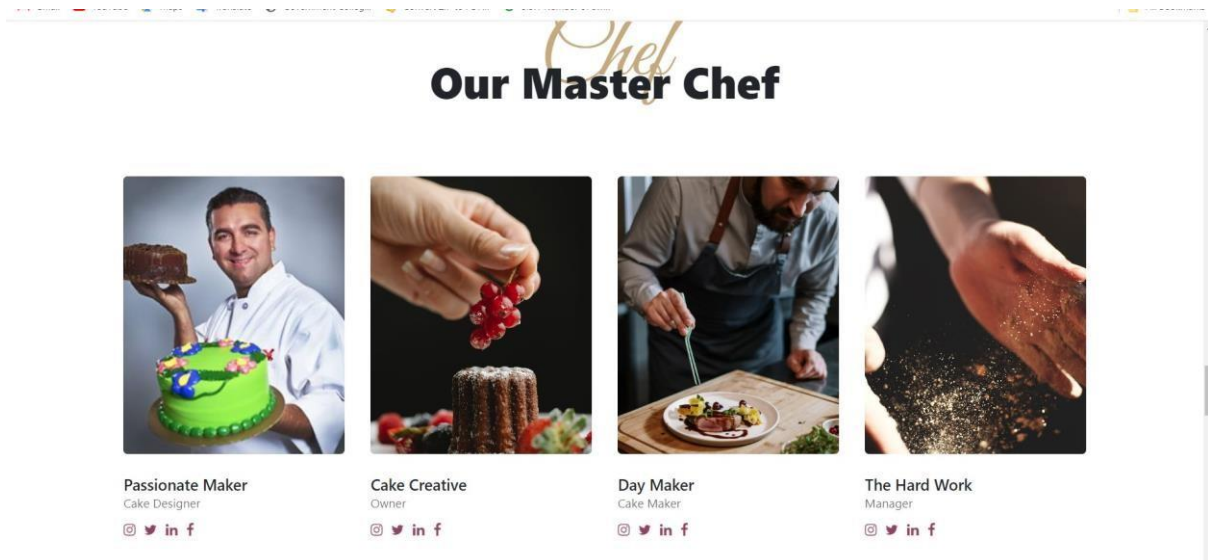 Chef
Our Master Chef
Passionate Maker
Cake Designer
Cake Creative
Owner
Day Maker
Cake Maker
The Hard Work
Manager